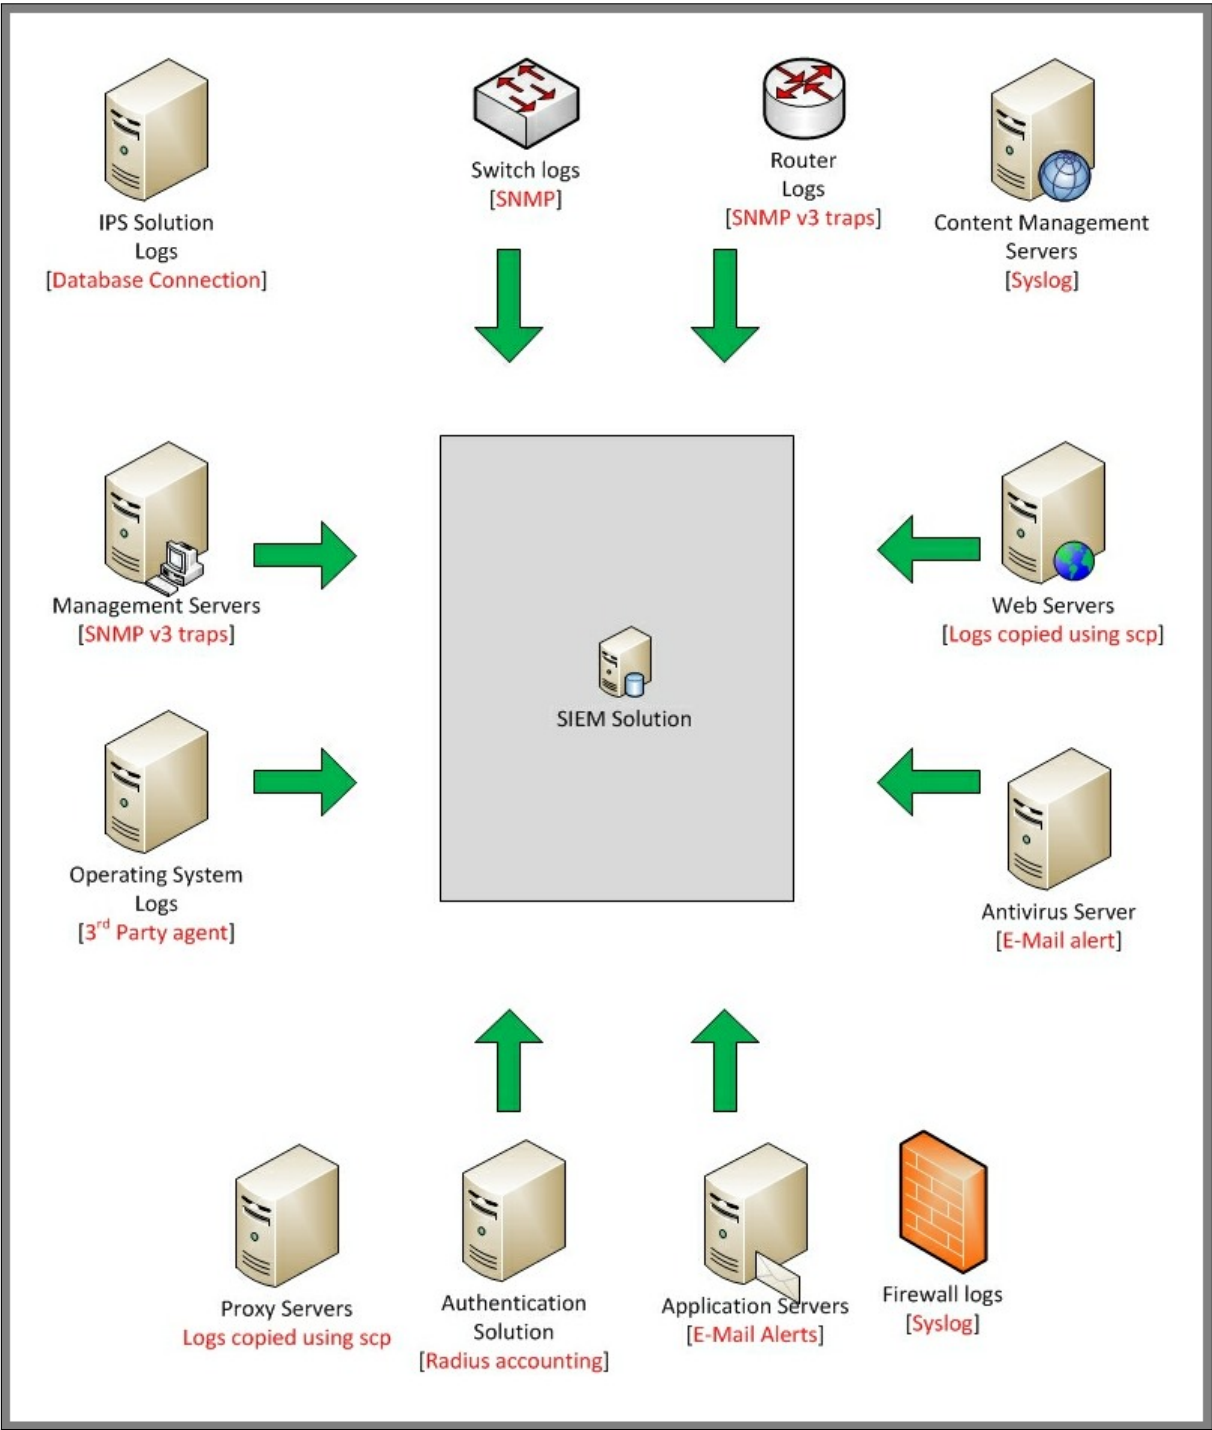 IPS Solution
Logs
[Database Connection]
Switch logs
[SNMP]
Router
Logs
[SNMP v3 traps]
Content Management
Servers
[Syslog]
Management Servers
[SNMP v3 traps]
Web Servers
[Logs copied using scp]
SIEM Solution
Operating System
Logs
[3rd Party agent]
Antivirus Server
[E-Mail alert]
Proxy Servers
Logs copied using scp
Authentication
Solution
[Radius accounting]
Application Servers
[E-Mail Alerts]
Firewall logs
[Syslog]